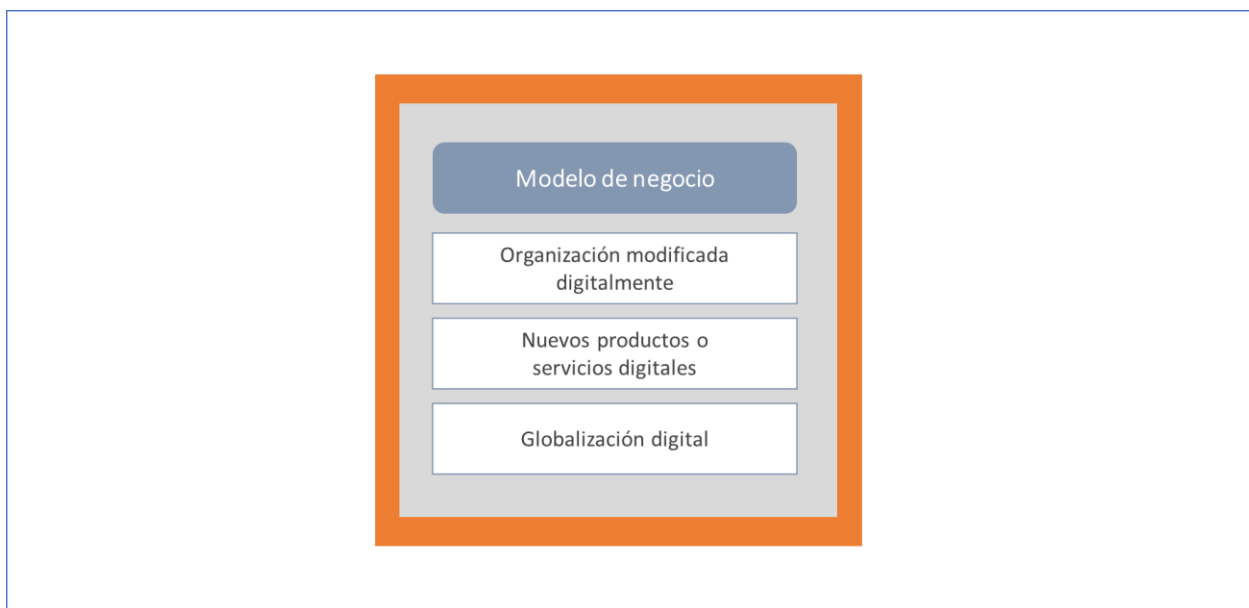 Modelo de negocio
Organización modificada
digitalmente
Nuevos productos o
servicios digitales
Globalización digital